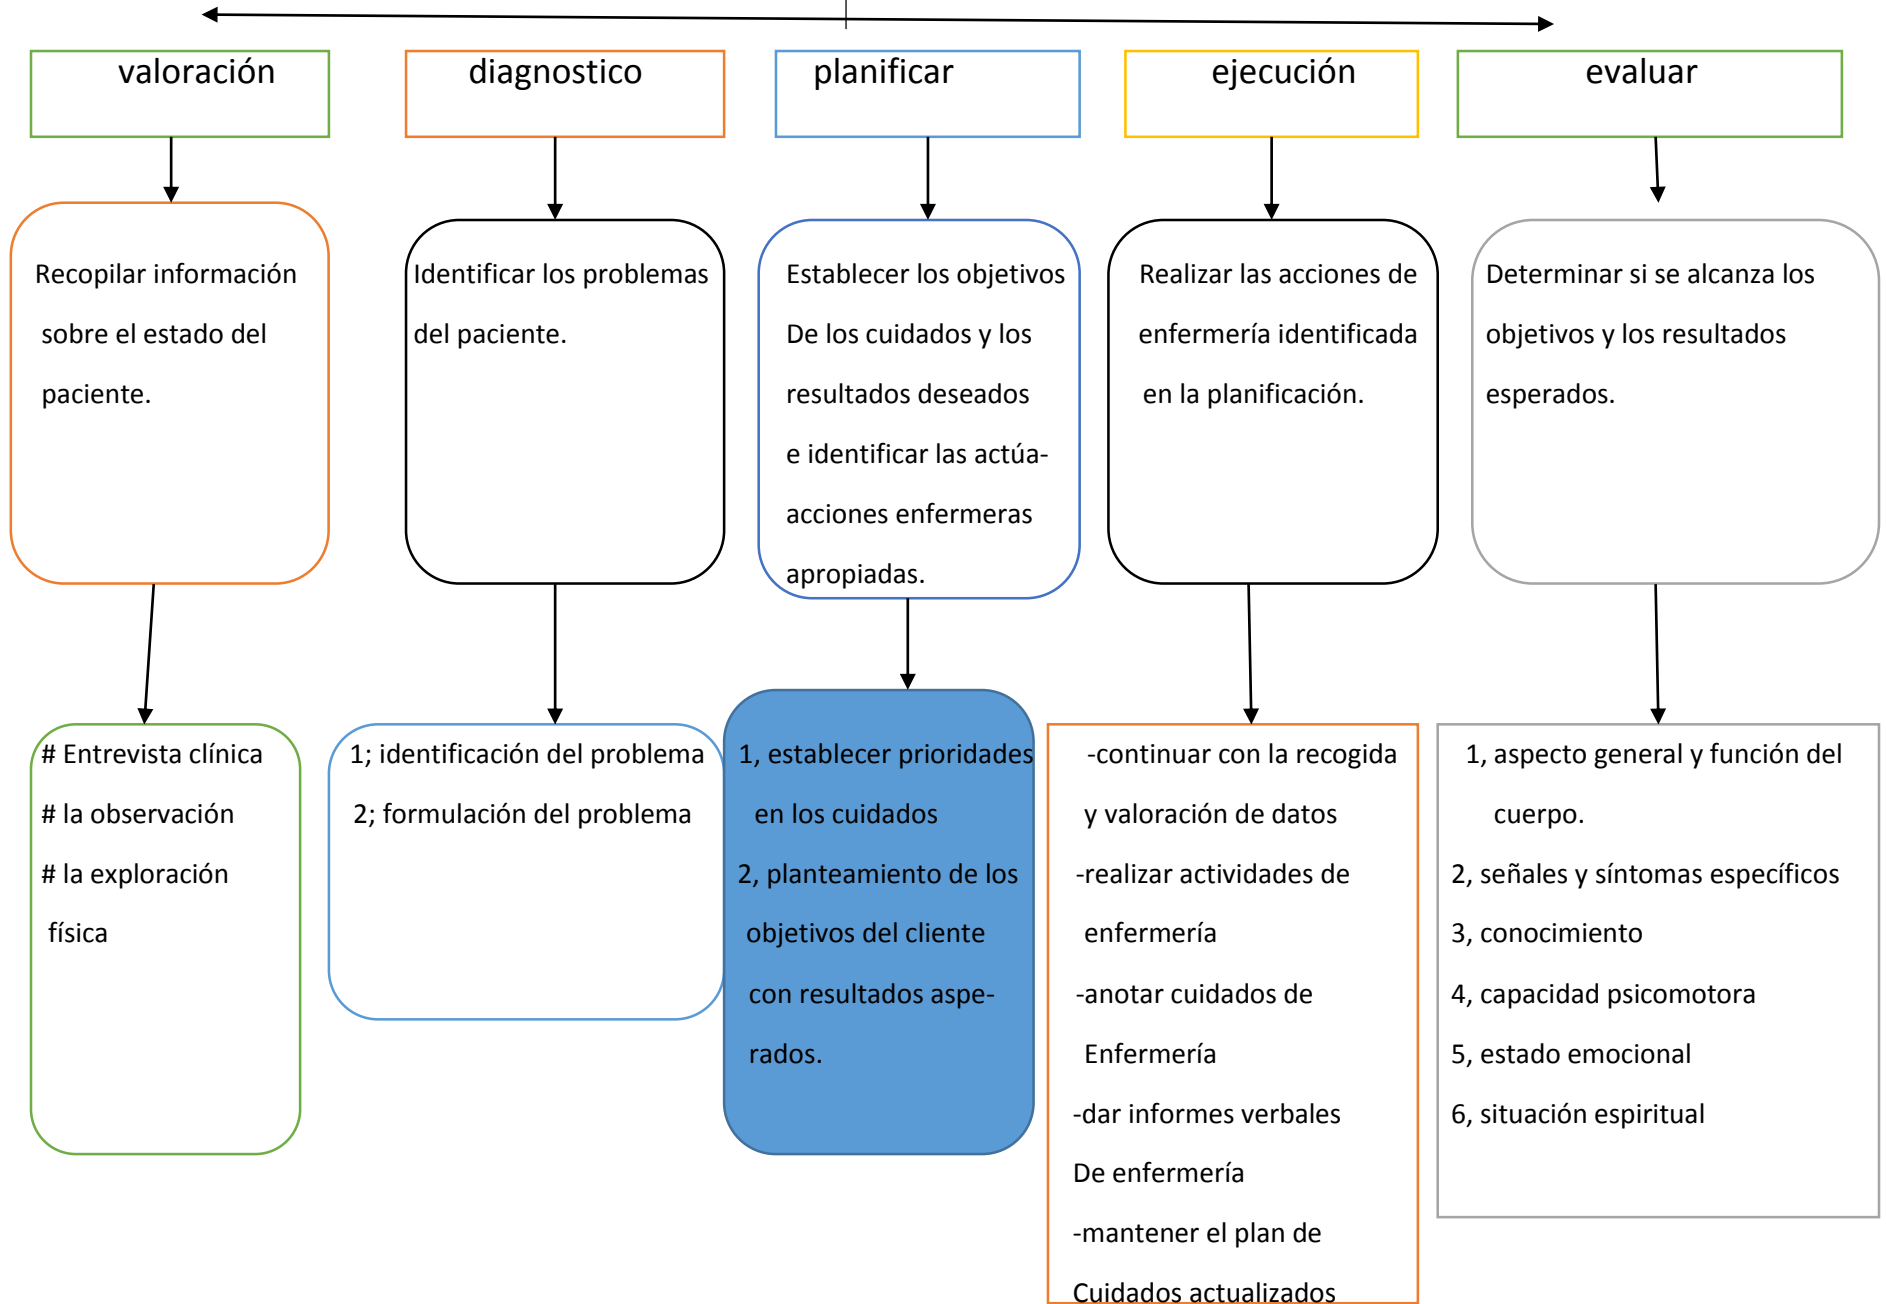 valoración
diagnostico
planificar
ejecución
evaluar
Recopilar información
sobre el estado del
paciente.
Identificar los problemas
del paciente.
Establecer los objetivos
De los cuidados y los
resultados deseados
e identificar las actúa-
acciones enfermeras
apropiadas.
Realizar las acciones de
enfermería identificada
en la planificación.
Determinar si se alcanza los
objetivos y los resultados
esperados.
# Entrevista clínica
# la observación
# la exploración
física
1; identificación del problema
2; formulación del problema
1, establecer prioridades
en los cuidados
2, planteamiento de los
objetivos del cliente
con resultados aspe-
rados.
-continuar con la recogida
y valoración de datos
-realizar actividades de
enfermería
-anotar cuidados de
Enfermería
-dar informes verbales
De enfermería
-mantener el plan de
Cuidados actualizados
1, aspecto general y función del
cuerpo.
2, señales y síntomas específicos
3, conocimiento
4, capacidad psicomotora
5, estado emocional
6, situación espiritual